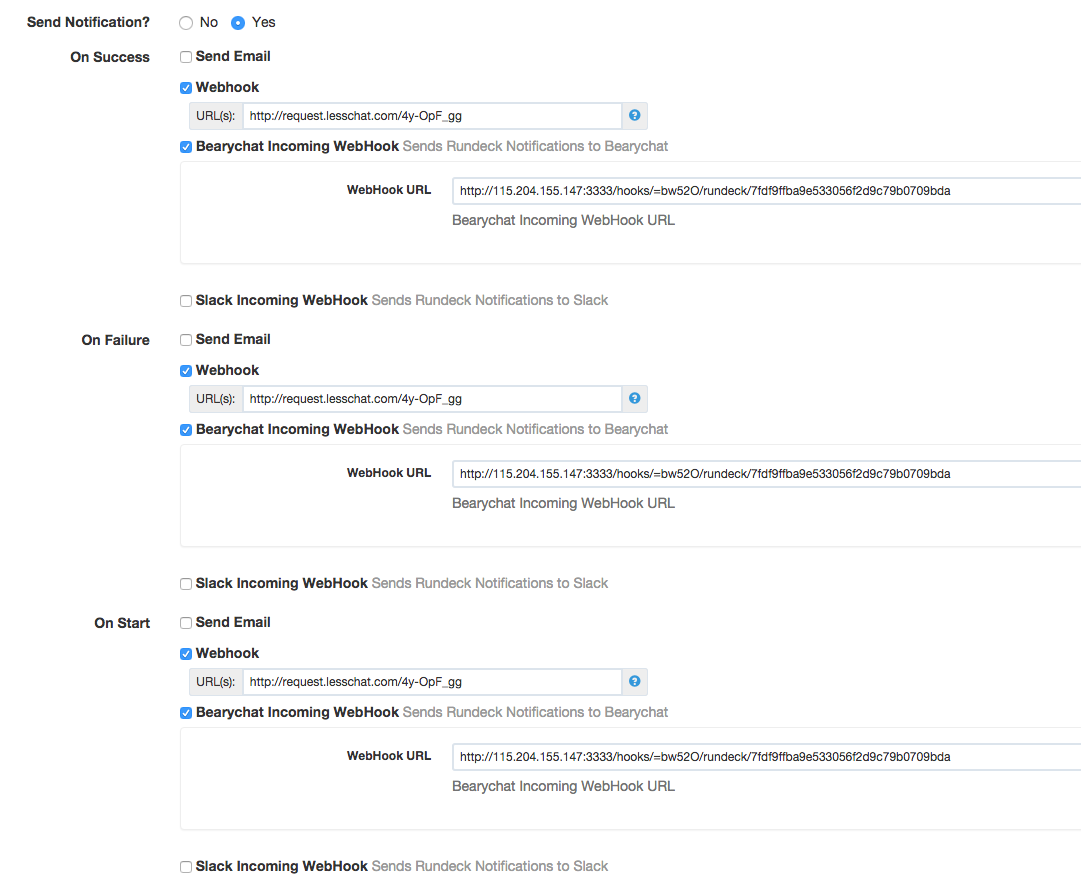 Send Notification? No Yes
On Success Send Email
Webhook
URL(s): http://request.lesschat.com/4y-OpF_gg ?
Bearychat Incoming WebHook Sends Rundeck Notifications to Bearychat
WebHook URL http://115.204.155.147:3333/hooks/=bw52O/rundeck/7fdf9ffba9e533056f2d9c79b0709bda
Bearychat Incoming WebHook URL
Slack Incoming WebHook Sends Rundeck Notifications to Slack
On Failure Send Email
Webhook
URL(s): http://request.lesschat.com/4y-OpF_gg ?
Bearychat Incoming WebHook Sends Rundeck Notifications to Bearychat
WebHook URL http://115.204.155.147:3333/hooks/=bw52O/rundeck/7fdf9ffba9e533056f2d9c79b0709bda
Bearychat Incoming WebHook URL
Slack Incoming WebHook Sends Rundeck Notifications to Slack
On Start Send Email
Webhook
URL(s): http://request.lesschat.com/4y-OpF_gg ?
Bearychat Incoming WebHook Sends Rundeck Notifications to Bearychat
WebHook URL http://115.204.155.147:3333/hooks/=bw52O/rundeck/7fdf9ffba9e533056f2d9c79b0709bda
Bearychat Incoming WebHook URL
Slack Incoming WebHook Sends Rundeck Notifications to Slack